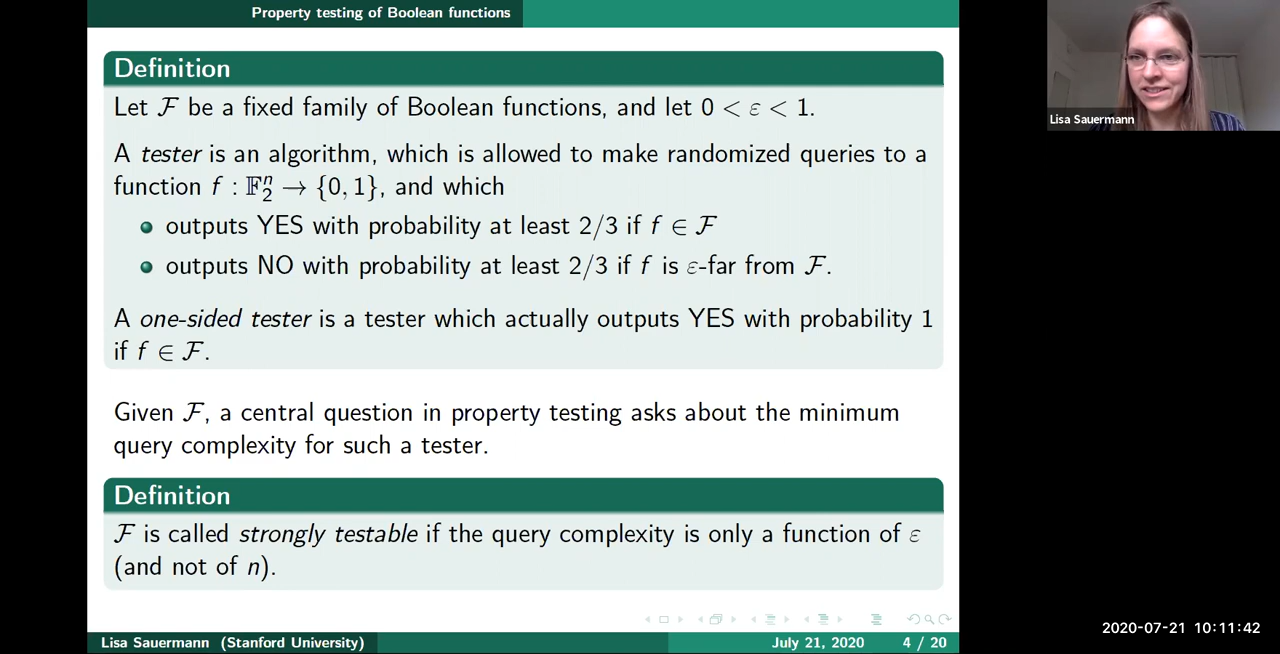 Property testing of Boolean functions
Definition
Let ℱ be a fixed family of Boolean functions, and let 0 < ε < 1.
A tester is an algorithm, which is allowed to make randomized queries to a
function f : 𝔽₂ⁿ → {0, 1}, and which
outputs YES with probability at least 2/3 if f ∈ ℱ
outputs NO with probability at least 2/3 if f is ε-far from ℱ.
A one-sided tester is a tester which actually outputs YES with probability 1
if f ∈ ℱ.
Given ℱ, a central question in property testing asks about the minimum
query complexity for such a tester.
Definition
ℱ is called strongly testable if the query complexity is only a function of ε
(and not of n).
Lisa Sauermann (Stanford University) July 21, 2020 4 / 20
Lisa Sauermann
2020-07-21 10:11:42